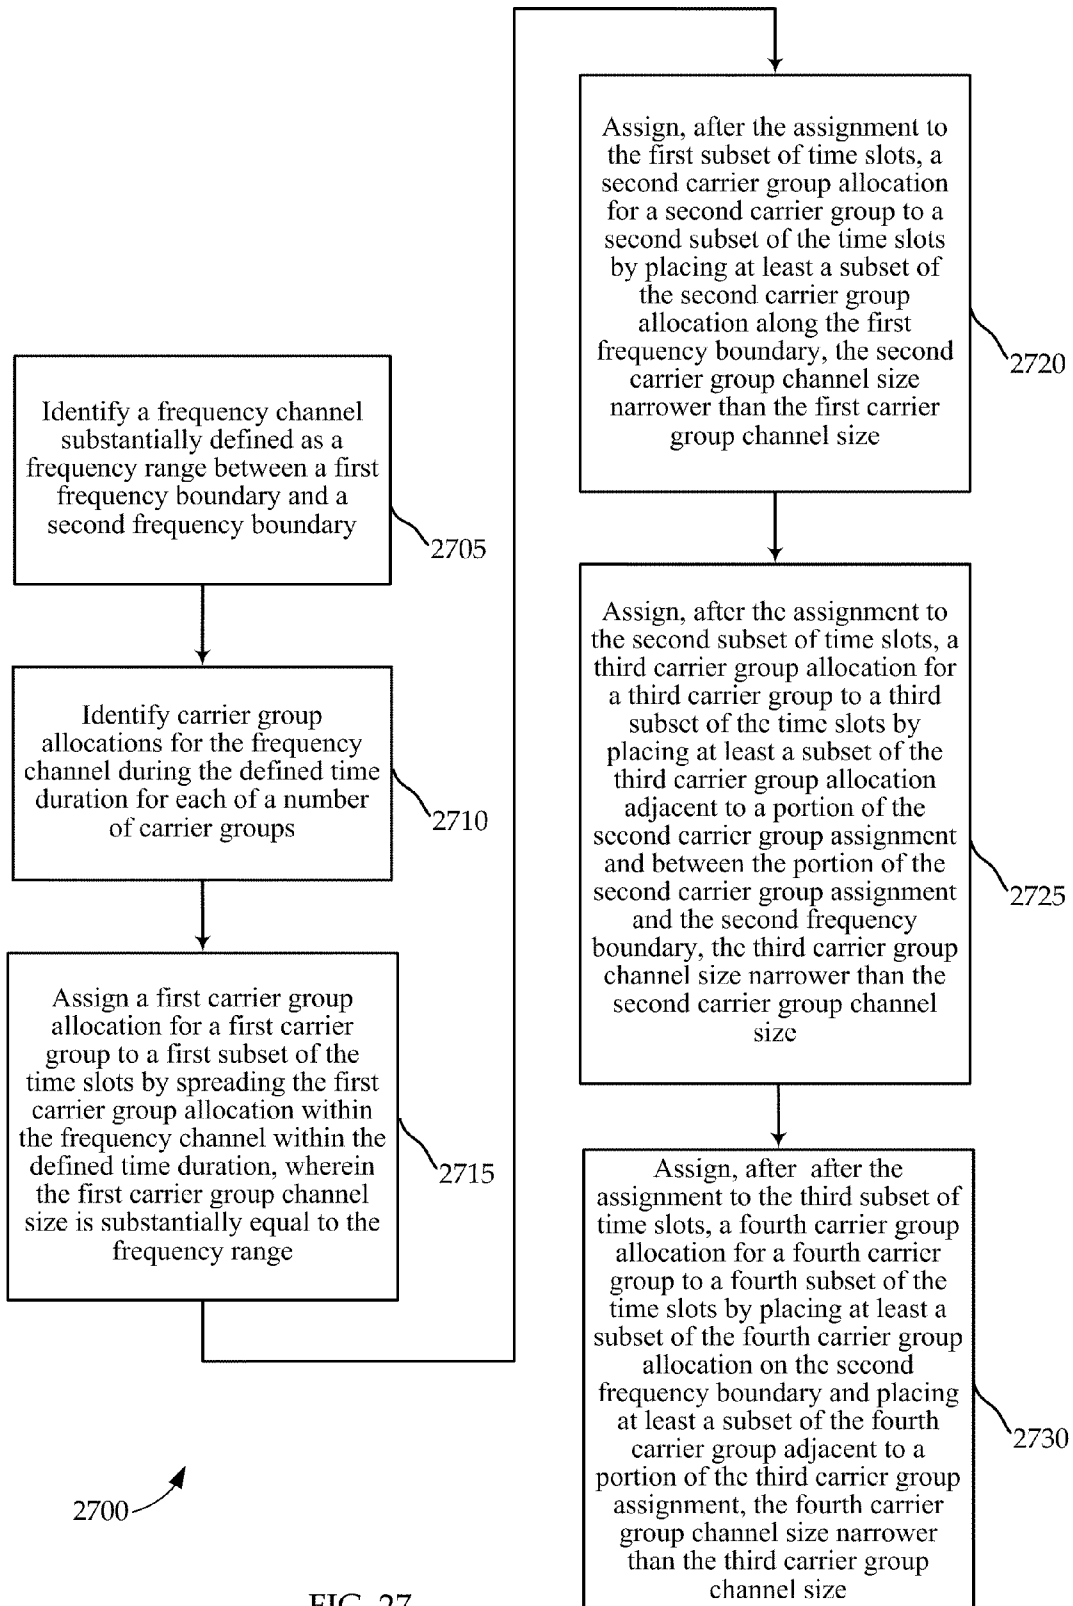 Identify a frequency channel
substantially defined as a
frequency range between a first
frequency boundary and a
second frequency boundary
2705
Identify carrier group
allocations for the frequency
channel during the defined time
duration for each of a number
of carrier groups
2710
Assign a first carrier group
allocation for a first carrier
group to a first subset of the
time slots by spreading the first
carrier group allocation within
the frequency channel within the
defined time duration, wherein
the first carrier group channel
size is substantially equal to the
frequency range
2715
Assign, after the assignment to
the first subset of time slots, a
second carrier group allocation
for a second carrier group to a
second subset of the time slots
by placing at least a subset of
the second carrier group
allocation along the first
frequency boundary, the second
carrier group channel size
narrower than the first carrier
group channel size
2720
Assign, after the assignment to
the second subset of time slots, a
third carrier group allocation for
a third carrier group to a third
subset of the time slots by
placing at least a subset of the
third carrier group allocation
adjacent to a portion of the
second carrier group assignment
and between the portion of the
second carrier group assignment
and the second frequency
boundary, the third carrier group
channel size narrower than the
second carrier group channel
size
2725
Assign, after after the
assignment to the third subset of
time slots, a fourth carrier group
allocation for a fourth carrier
group to a fourth subset of the
time slots by placing at least a
subset of the fourth carrier group
allocation on the second
frequency boundary and placing
at least a subset of the fourth
carrier group adjacent to a
portion of the third carrier group
assignment, the fourth carrier
group channel size narrower
than the third carrier group
channel size
2730
2700
FIG. 27